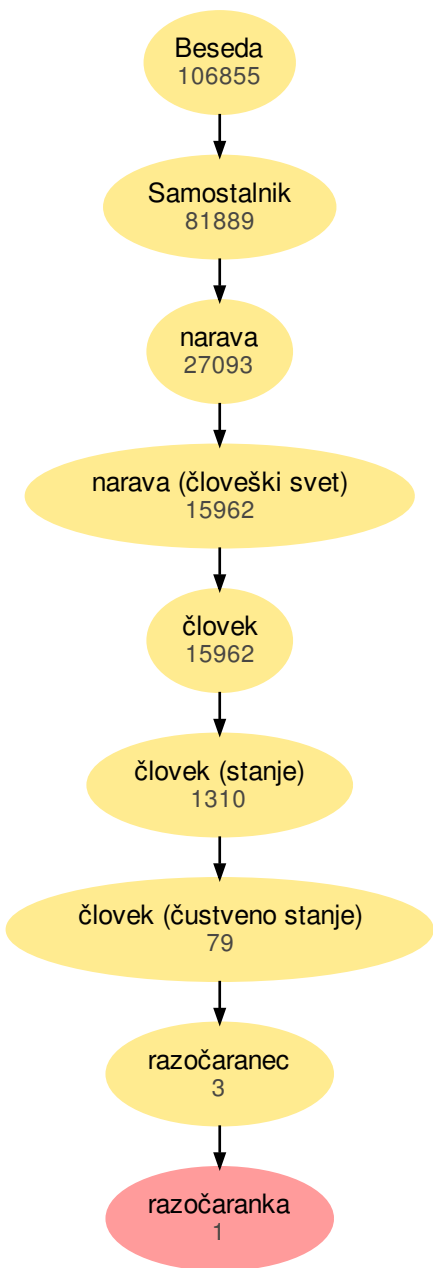 Beseda
106855
Samostalnik
81889
narava
27093
narava (človeški svet)
15962
človek
15962
človek (stanje)
1310
človek (čustveno stanje)
79
razočaranec
3
razočaranka
1